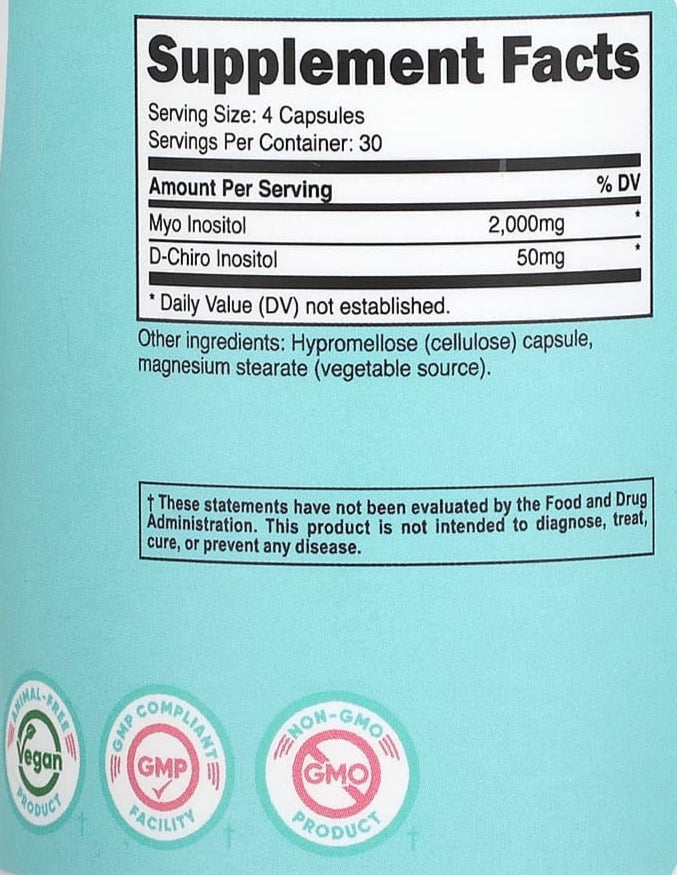 Supplement Facts
Serving Size: 4 Capsules
Servings Per Container: 30
Amount Per Serving % DV
Myo Inositol 2,000mg *
D-Chiro Inositol 50mg *
* Daily Value (DV) not established.
Other ingredients: Hypromellose (cellulose) capsule,
magnesium stearate (vegetable source).
† These statements have not been evaluated by the Food and Drug
Administration. This product is not intended to diagnose, treat,
cure, or prevent any disease.
ANIMAL-FREE
Vegan
PRODUCT
†
GMP COMPLIANT
GMP
FACILITY
†
NON-GMO
GMO
PRODUCT
†